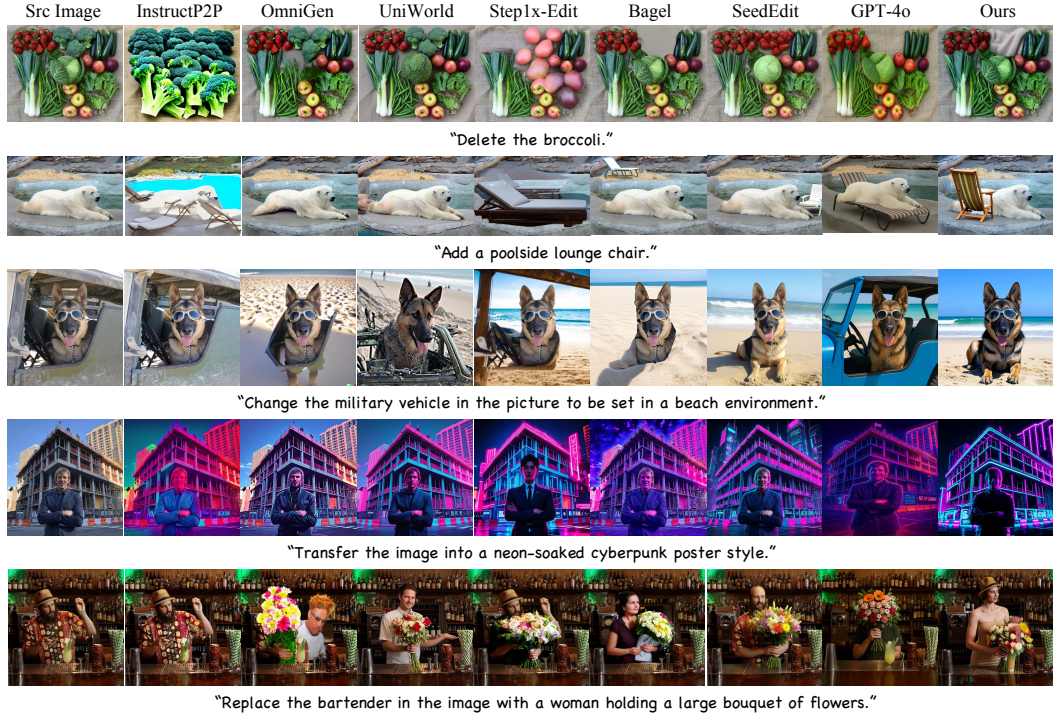 Src Image InstructP2P OmniGen UniWorld Step1x-Edit Bagel SeedEdit GPT-4o Ours
“Delete the broccoli.”
“Add a poolside lounge chair.”
“Change the military vehicle in the picture to be set in a beach environment.”
“Transfer the image into a neon-soaked cyberpunk poster style.”
“Replace the bartender in the image with a woman holding a large bouquet of flowers.”